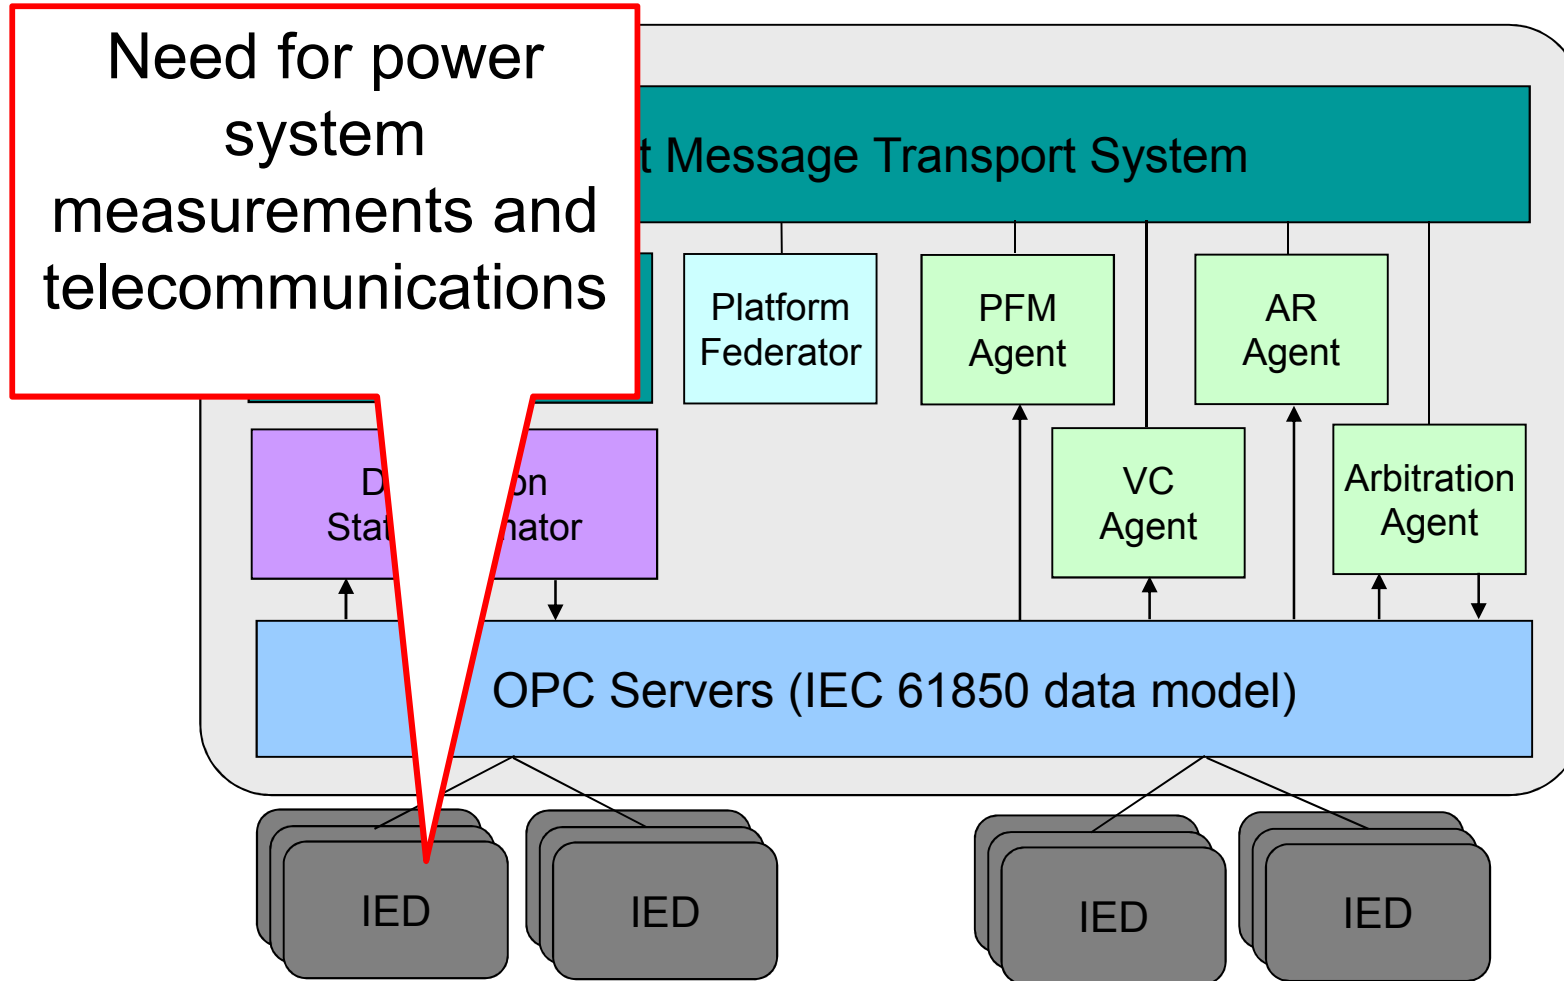 Need for power
system
measurements and
telecommunications
t Message Transport System
Platform
Federator
PFM
Agent
AR
Agent
VC
Agent
Arbitration
Agent
D on
Stat nator
OPC Servers (IEC 61850 data model)
IED
IED
IED
IED